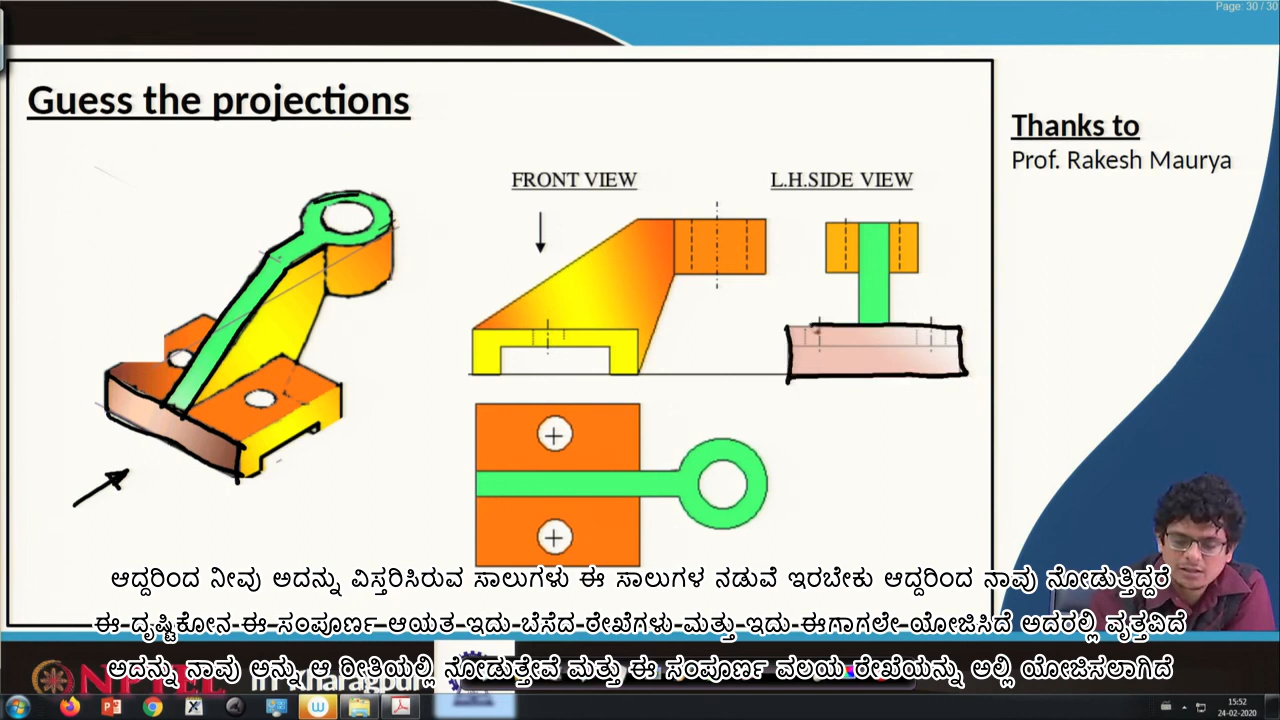 Page: 30 / 30
Guess the projections
Thanks to
Prof. Rakesh Maurya
FRONT VIEW
L.H.SIDE VIEW
ಆದ್ದರಿಂದ ನೀವು ಅದನ್ನು ವಿಸ್ತರಿಸಿರುವ ಸಾಲುಗಳು ಈ ಸಾಲುಗಳ ನಡುವೆ ಇರಬೇಕು ಆದ್ದರಿಂದ ನಾವು ನೋಡುತ್ತಿದ್ದರೆ
ಈ ದೃಷ್ಟಿಕೋನ ಈ ಸಂಪೂರ್ಣ ಆಯತ ಇದು ಬೆಸೆದ ರೇಖೆಗಳು ಮತ್ತು ಇದು ಈಗಾಗಲೇ ಯೋಜಿಸಿದೆ ಅದರಲ್ಲಿ ವೃತ್ತವಿದೆ
ಅದನ್ನು ನಾವು ಅನ್ನು ಆ ರೀತಿಯಲ್ಲಿ ನೋಡುತ್ತೇವೆ ಮತ್ತು ಈ ಸಂಪೂರ್ಣ ವಲಯ ರೇಖೆಯನ್ನು ಅಲ್ಲಿ ಯೋಜಿಸಲಾಗಿದೆ
NPTEL
15:52
24-02-2020